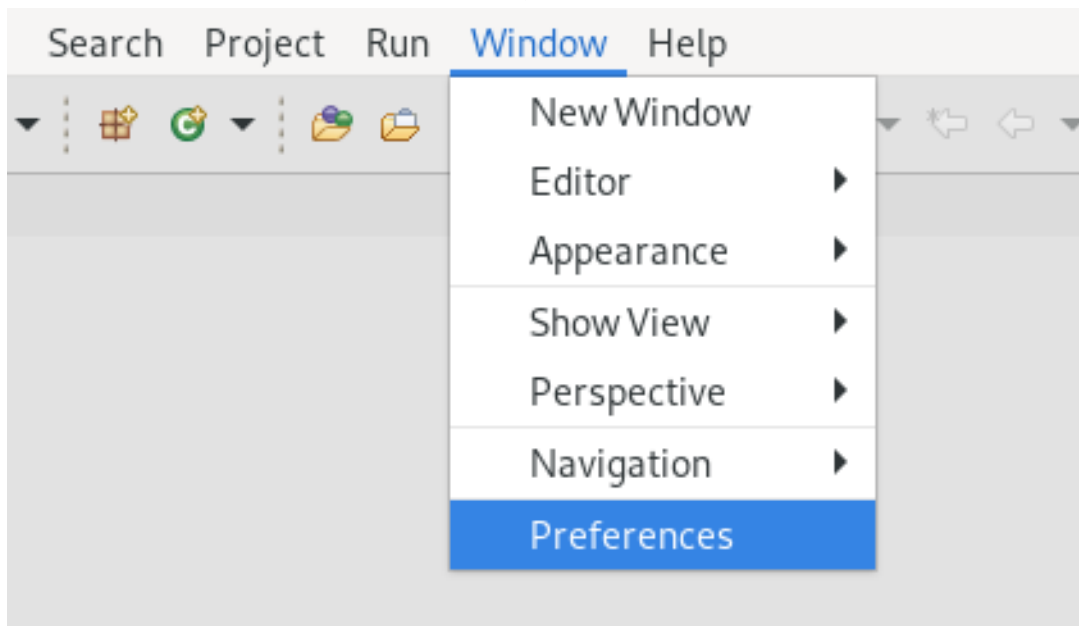 Search Project Run Window Help
New Window
Editor
Appearance
Show View
Perspective
Navigation
Preferences